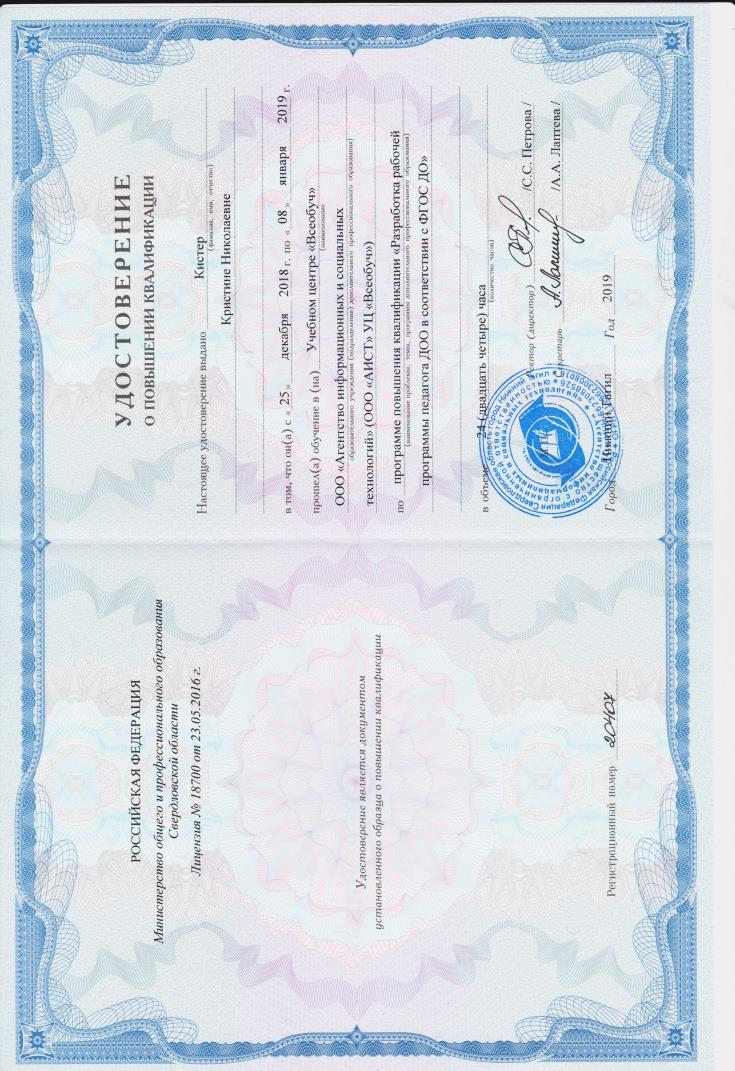 РОССИЙСКАЯ ФЕДЕРАЦИЯ
Министерство общего и профессионального образования
Свердловской области
Лицензия № 18700 от 23.05.2016 г.
Удостоверение является документом
установленного образца о повышении квалификации
Регистрационный номер 20407
УДОСТОВЕРЕНИЕ
О ПОВЫШЕНИИ КВАЛИФИКАЦИИ
Настоящее удостоверение выдано Кистер
(фамилия, имя, отчество)
Кристине Николаевне
в том, что он(а) с « 25 » декабря 2018 г. по « 08 » января 2019 г.
прошел(а) обучение в (на) Учебном центре «Всеобуч»
(наименование
ООО «Агентство информационных и социальных
образовательного учреждения (подразделения) дополнительного профессионального образования)
технологий» (ООО «АИСТ» УЦ «Всеобуч»)
по программе повышения квалификации «Разработка рабочей
(наименование проблемы, темы, программы дополнительного профессионального образования)
программы педагога ДОО в соответствии с ФГОС ДО»
в объеме 24 (двадцать четыре) часа
(количество часов)
(директор) /С.С. Петрова /
/А.А. Лаптева /
Город Нижний Тагил Год 2019